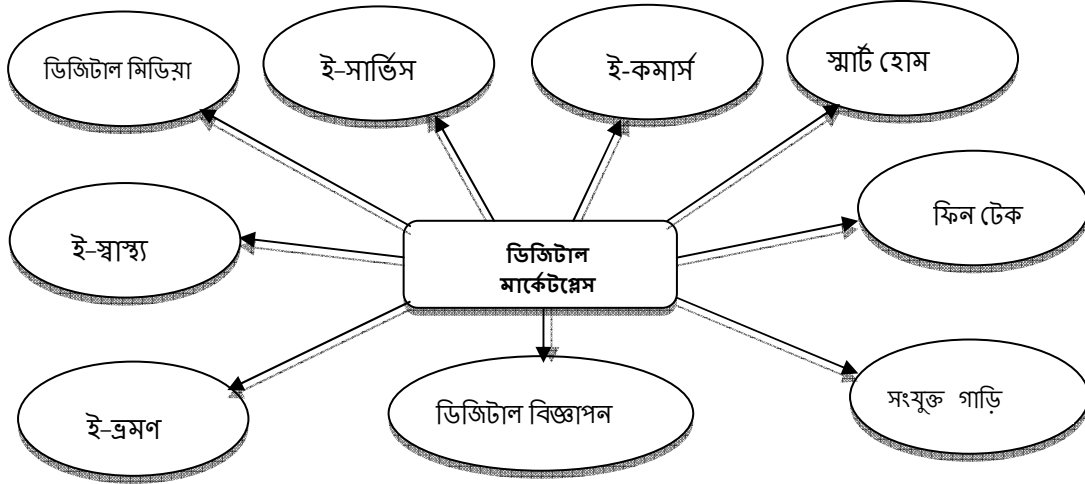 ডিজিটাল মিডিয়া
ই-সার্ভিস
ই-কমার্স
স্মার্ট হোম
ই-স্বাস্থ্য
ডিজিটাল
মার্কেটপ্লেস
ফিন টেক
ই-ভ্রমণ
ডিজিটাল বিজ্ঞাপন
সংযুক্ত গাড়ি